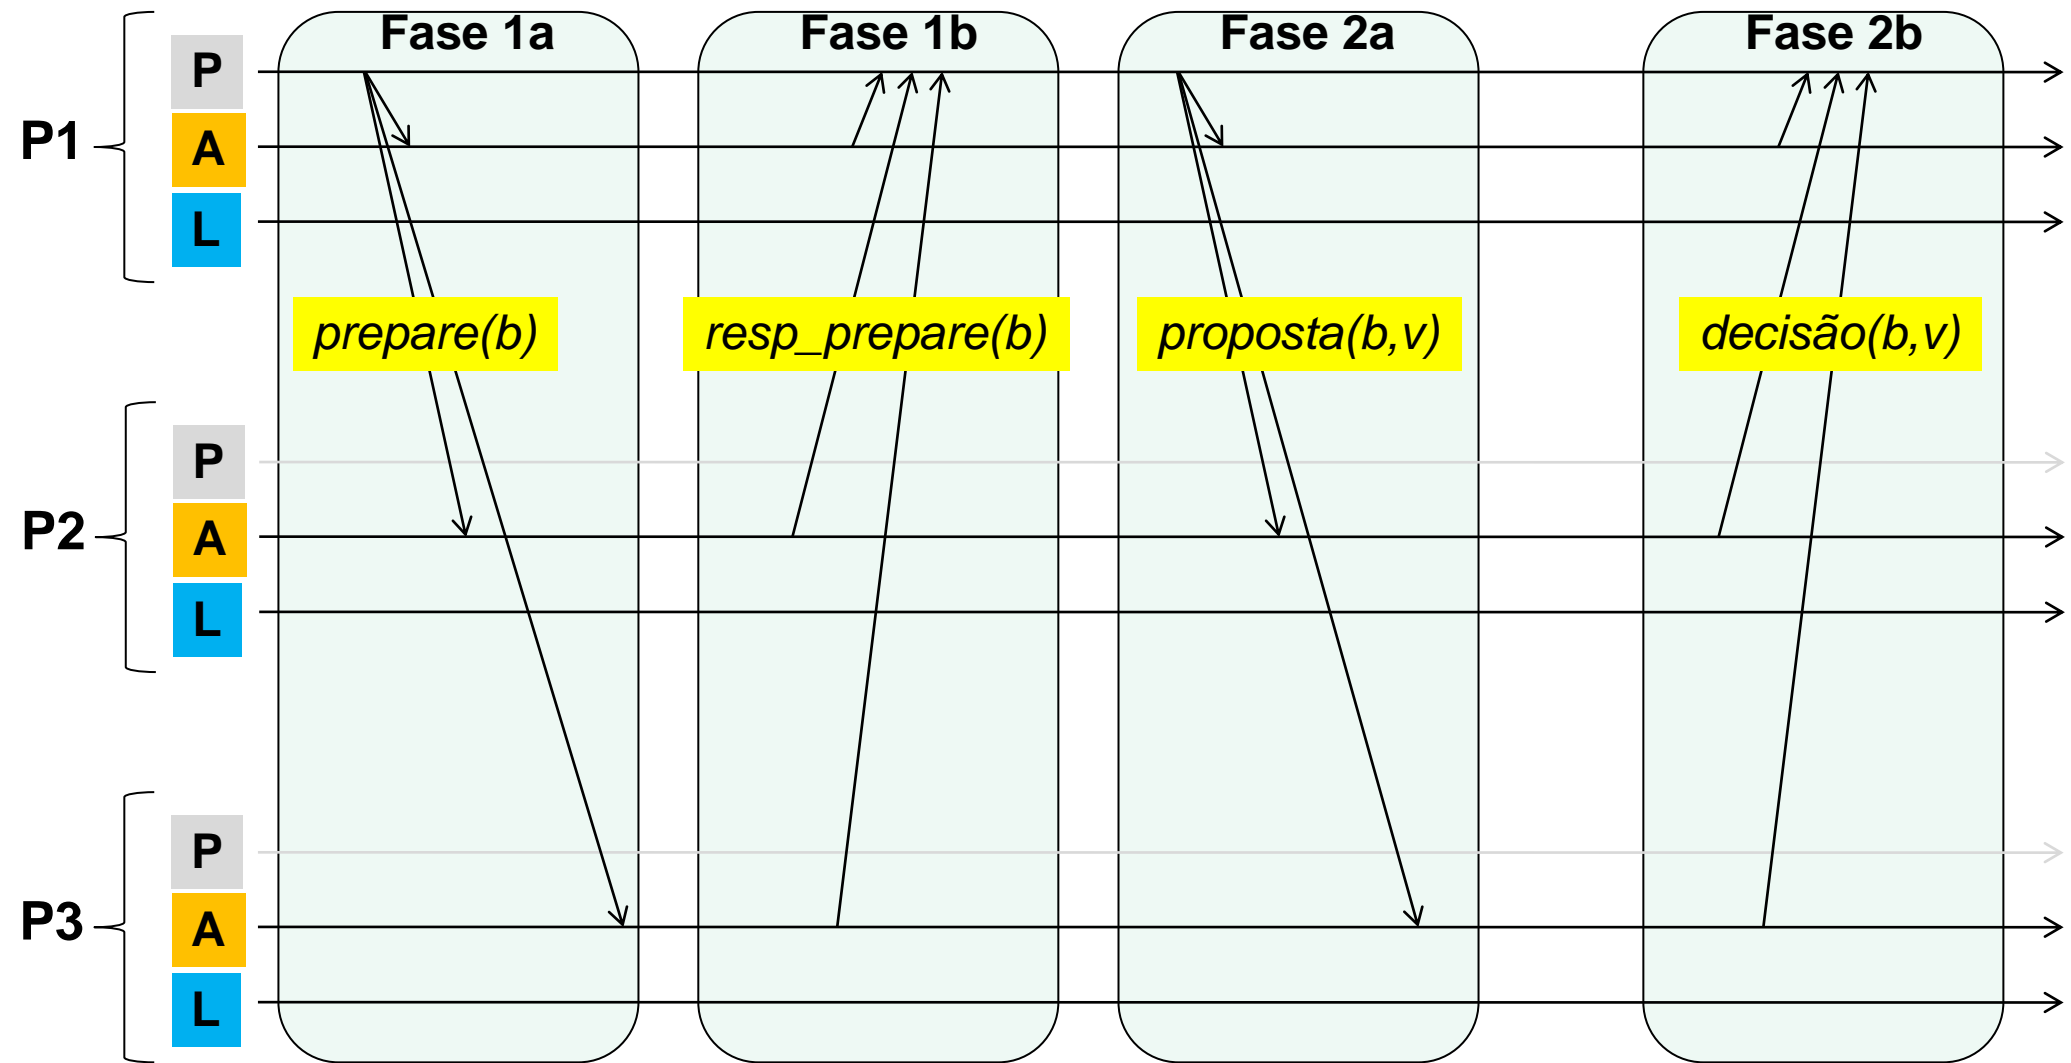 Fase 1a
Fase 1b
Fase 2a
Fase 2b
P
P1
A
L
prepare(b)
resp_prepare(b)
proposta(b,v)
decisão(b,v)
P
P2
A
L
P
P3
A
L